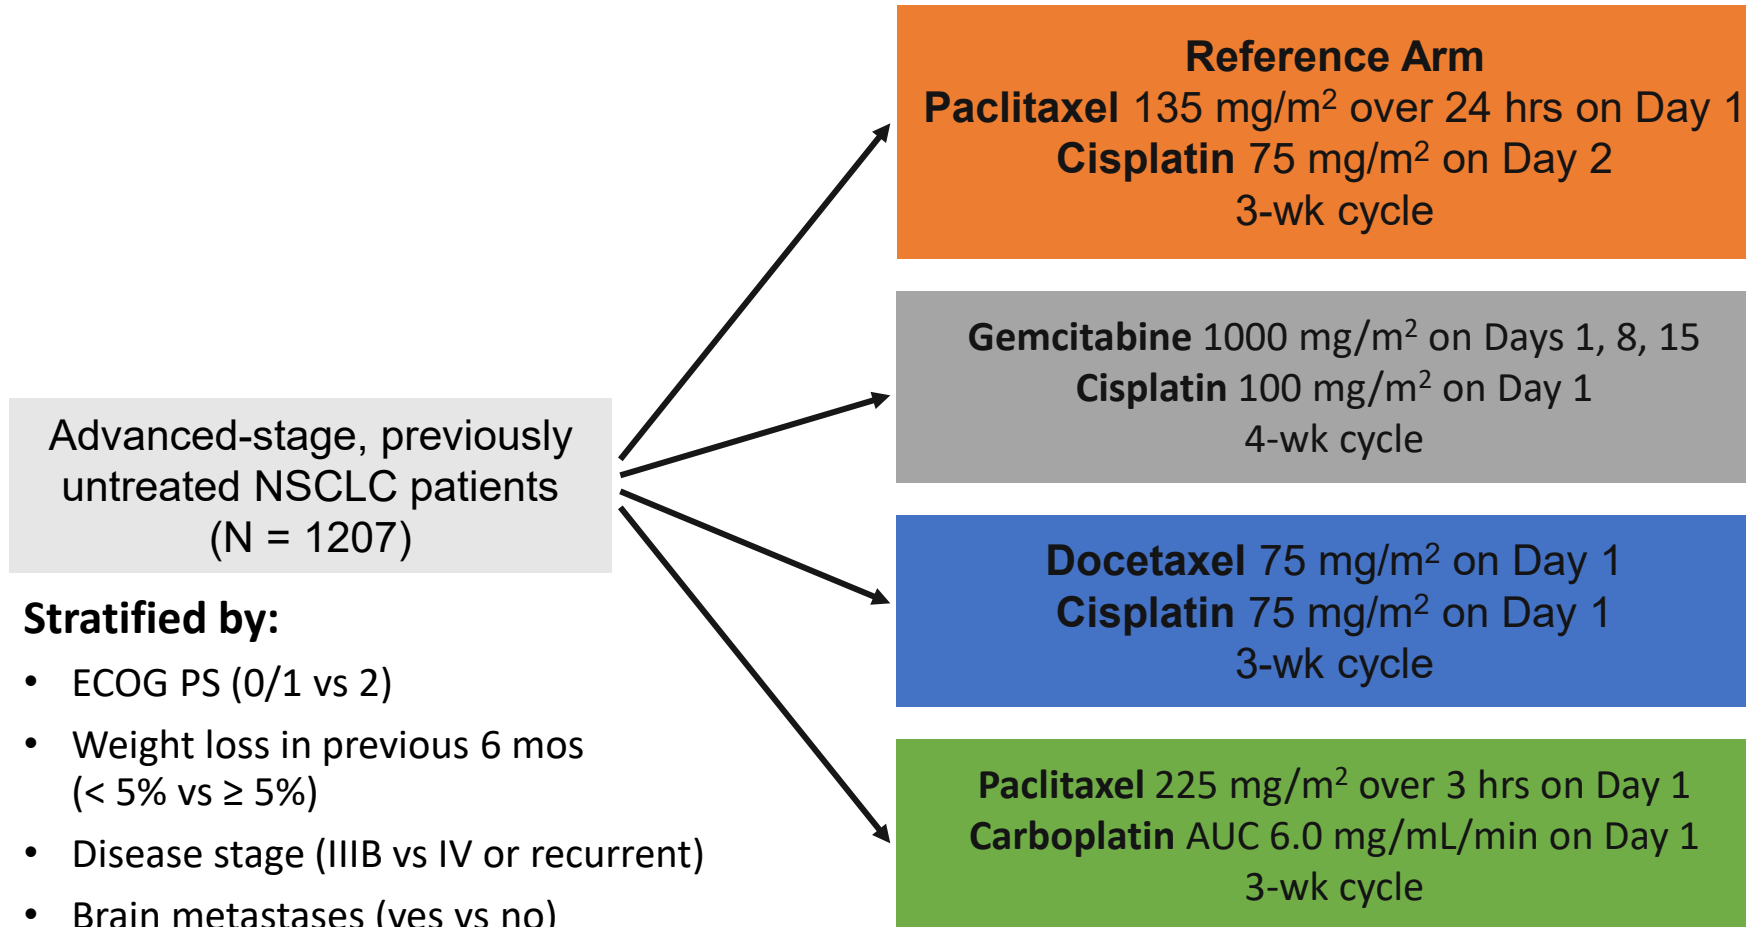 Reference Arm
Paclitaxel 135 mg/m² over 24 hrs on Day 1
Cisplatin 75 mg/m² on Day 2
3-wk cycle
Gemcitabine 1000 mg/m² on Days 1, 8, 15
Cisplatin 100 mg/m² on Day 1
4-wk cycle
Advanced-stage, previously
untreated NSCLC patients
(N = 1207)
Docetaxel 75 mg/m² on Day 1
Cisplatin 75 mg/m² on Day 1
3-wk cycle
Stratified by:
• ECOG PS (0/1 vs 2)
• Weight loss in previous 6 mos
(< 5% vs ≥ 5%)
• Disease stage (IIIB vs IV or recurrent)
• Brain metastases (yes vs no)
Paclitaxel 225 mg/m² over 3 hrs on Day 1
Carboplatin AUC 6.0 mg/mL/min on Day 1
3-wk cycle